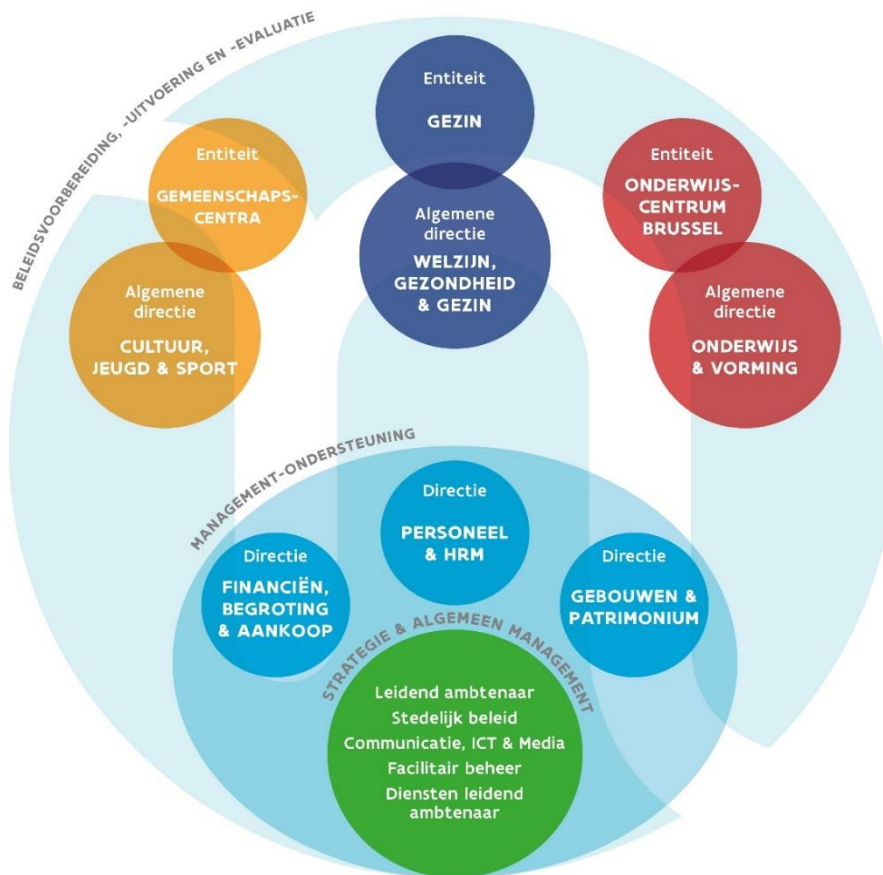 BELEIDSVOORBEREIDING, -UITVOERING EN -EVALUATIE
Entiteit
GEZIN
Entiteit
GEMEENSCHAPS-
CENTRA
Entiteit
ONDERWIJS-
CENTRUM
BRUSSEL
Algemene
directie
CULTUUR,
JEUGD & SPORT
Algemene
directie
WELZIJN,
GEZONDHEID
& GEZIN
Algemene
directie
ONDERWIJS
& VORMING
MANAGEMENT-ONDERSTEUNING
Directie
FINANCIËN,
BEGROTING
& AANKOOP
Directie
PERSONEEL
& HRM
Directie
GEBOUWEN &
PATRIMONIUM
STRATEGIE & ALGEMEEN MANAGEMENT
Leidend ambtenaar
Stedelijk beleid
Communicatie, ICT & Media
Facilitair beheer
Diensten leidend
ambtenaar